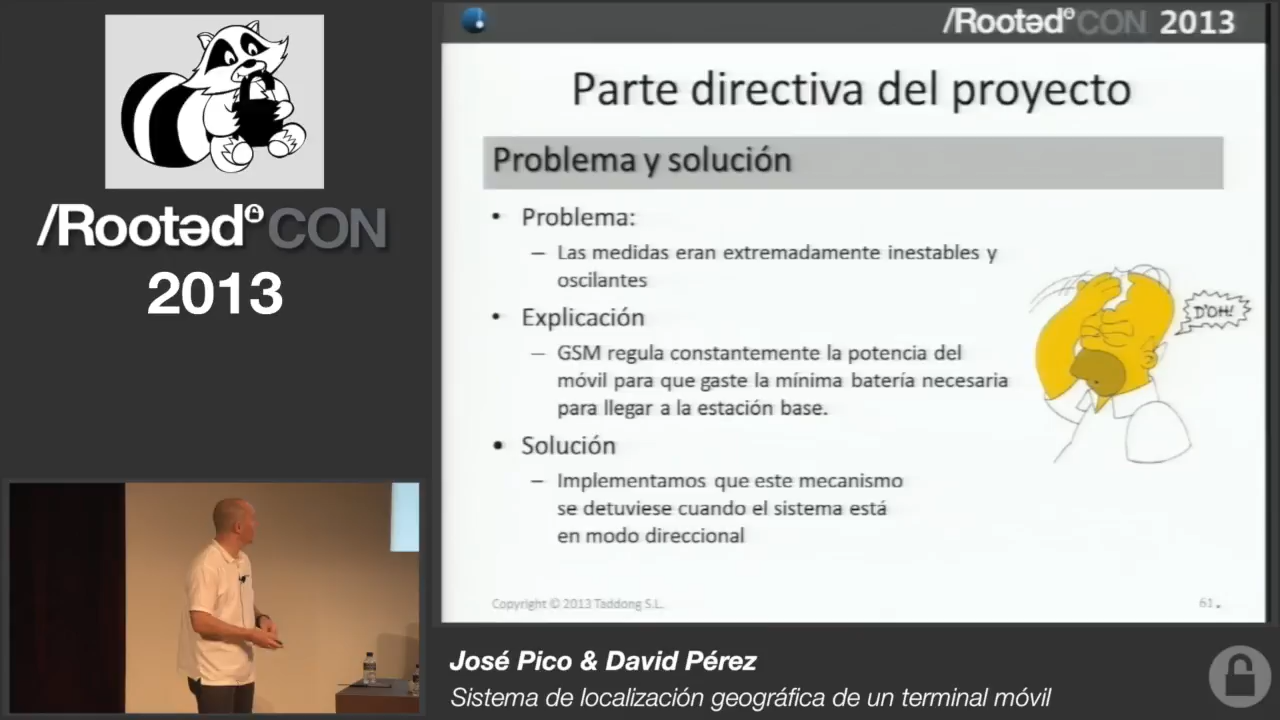 /Rootəd CON
2013
/Rootəd CON 2013
Parte directiva del proyecto
Problema y solución
• Problema:
– Las medidas eran extremadamente inestables y
oscilantes
• Explicación
– GSM regula constantemente la potencia del
móvil para que gaste la mínima batería necesaria
para llegar a la estación base.
• Solución
– Implementamos que este mecanismo
se detuviese cuando el sistema está
en modo direccional
D'OH!
Copyright © 2013 Taddong S.L.
61.
José Pico & David Pérez
Sistema de localización geográfica de un terminal móvil